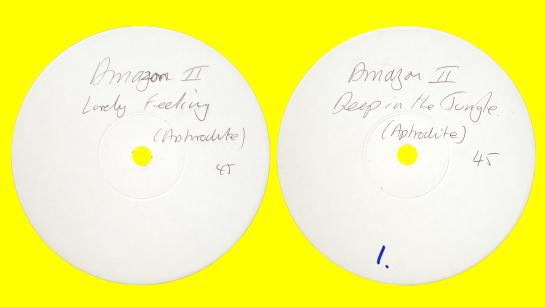 Amazon II
Lovely Feeling
(Aphrodite)
45
Amazon II
Deep in the Jungle.
(Aphrodite)
45
1.